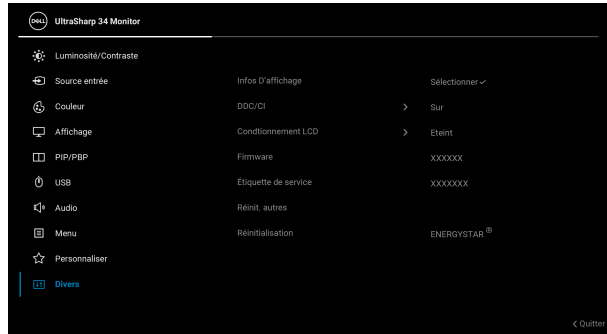 DELL UltraSharp 34 Monitor
Luminosité/Contraste
Source entrée Infos D'affichage Sélectionner
Couleur DDC/CI Sur
Affichage Condtionnement LCD Eteint
PIP/PBP Firmware XXXXXX
USB Étiquette de service XXXXXXX
Audio Réinit. autres
Menu Réinitialisation ENERGYSTAR ®
Personnaliser
Divers
Quitter